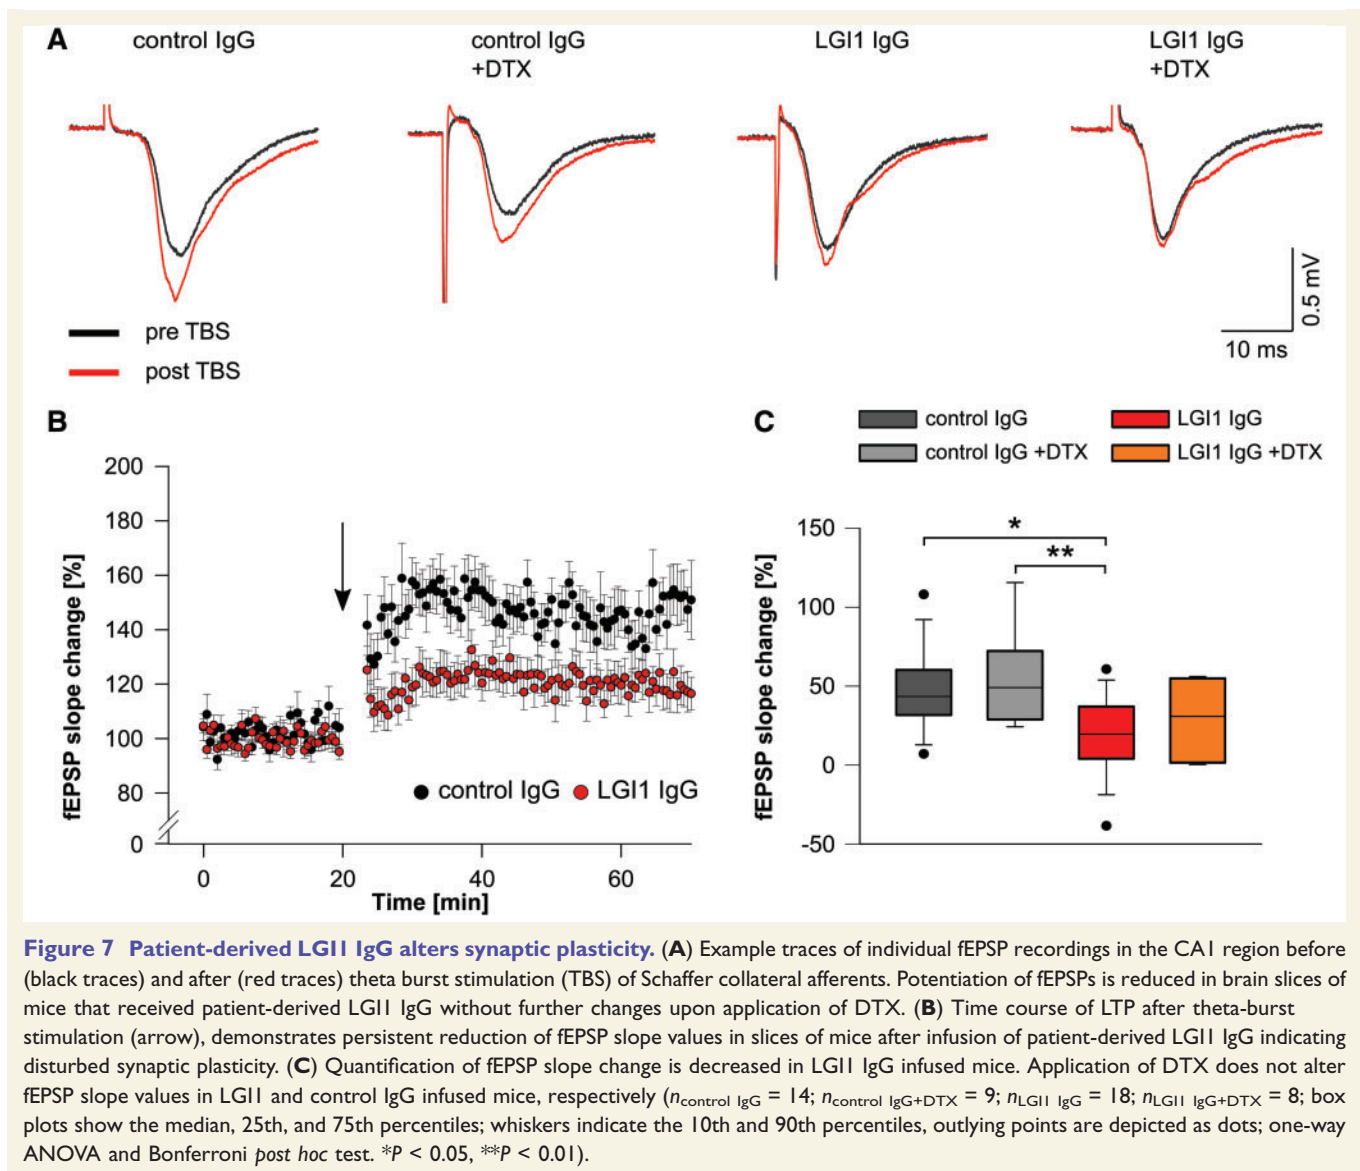 A
control IgG
control IgG
+DTX
LGI1 IgG
LGI1 IgG
+DTX
pre TBS
post TBS
0.5 mV
10 ms
B
fEPSP slope change [%]
200
180
160
140
120
100
80
0
0
20
40
60
Time [min]
control IgG
LGI1 IgG
C
control IgG
LGI1 IgG
control IgG +DTX
LGI1 IgG +DTX
fEPSP slope change [%]
150
100
50
0
-50
*
**
Figure 7 Patient-derived LGI1 IgG alters synaptic plasticity. (A) Example traces of individual fEPSP recordings in the CA1 region before
(black traces) and after (red traces) theta burst stimulation (TBS) of Schaffer collateral afferents. Potentiation of fEPSPs is reduced in brain slices of
mice that received patient-derived LGI1 IgG without further changes upon application of DTX. (B) Time course of LTP after theta-burst
stimulation (arrow), demonstrates persistent reduction of fEPSP slope values in slices of mice after infusion of patient-derived LGI1 IgG indicating
disturbed synaptic plasticity. (C) Quantification of fEPSP slope change is decreased in LGI1 IgG infused mice. Application of DTX does not alter
fEPSP slope values in LGI1 and control IgG infused mice, respectively (ncontrol IgG = 14; ncontrol IgG+DTX = 9; nLGI1 IgG = 18; nLGI1 IgG+DTX = 8; box
plots show the median, 25th, and 75th percentiles; whiskers indicate the 10th and 90th percentiles, outlying points are depicted as dots; one-way
ANOVA and Bonferroni post hoc test. *P < 0.05, **P < 0.01).